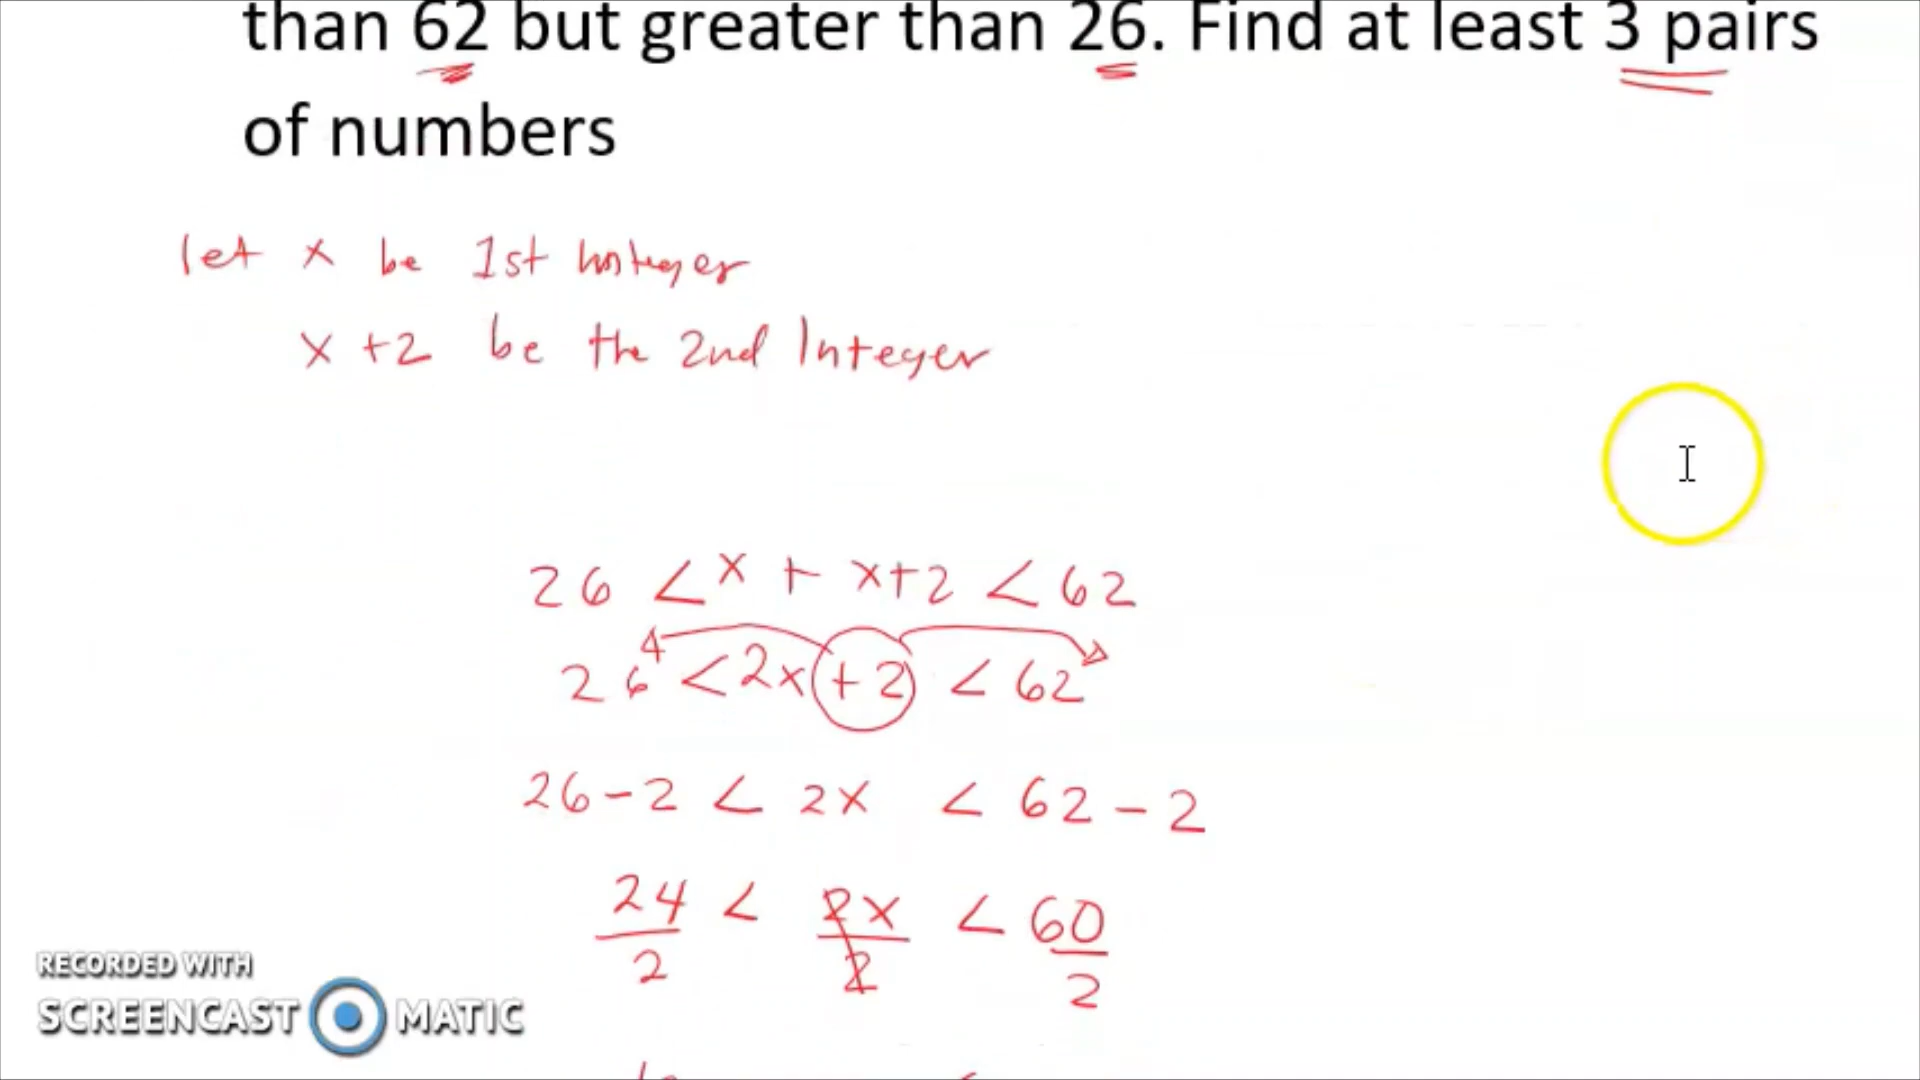 than 62 but greater than 26. Find at least 3 pairs
of numbers
let x be 1st Integer
x +2 be the 2nd Integer
26 < x + x+2 < 62
26 < 2x +2 < 62
26-2 < 2x < 62-2
24/2 < 2x/2 < 60/2
RECORDED WITH
SCREENCAST MATIC